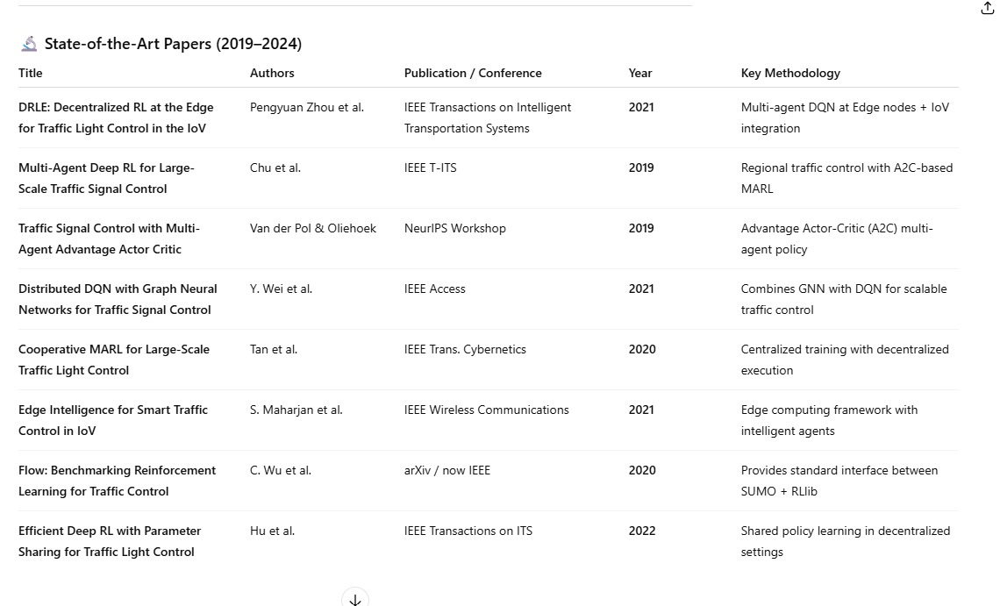 State-of-the-Art Papers (2019–2024)
Title Authors Publication / Conference Year Key Methodology
DRLE: Decentralized RL at the Edge for Traffic Light Control in the IoV Pengyuan Zhou et al. IEEE Transactions on Intelligent Transportation Systems 2021 Multi-agent DQN at Edge nodes + IoV integration
Multi-Agent Deep RL for Large-Scale Traffic Signal Control Chu et al. IEEE T-ITS 2019 Regional traffic control with A2C-based MARL
Traffic Signal Control with Multi-Agent Advantage Actor Critic Van der Pol & Oliehoek NeurIPS Workshop 2019 Advantage Actor-Critic (A2C) multi-agent policy
Distributed DQN with Graph Neural Networks for Traffic Signal Control Y. Wei et al. IEEE Access 2021 Combines GNN with DQN for scalable traffic control
Cooperative MARL for Large-Scale Traffic Light Control Tan et al. IEEE Trans. Cybernetics 2020 Centralized training with decentralized execution
Edge Intelligence for Smart Traffic Control in IoV S. Maharjan et al. IEEE Wireless Communications 2021 Edge computing framework with intelligent agents
Flow: Benchmarking Reinforcement Learning for Traffic Control C. Wu et al. arXiv / now IEEE 2020 Provides standard interface between SUMO + RLlib
Efficient Deep RL with Parameter Sharing for Traffic Light Control Hu et al. IEEE Transactions on ITS 2022 Shared policy learning in decentralized settings